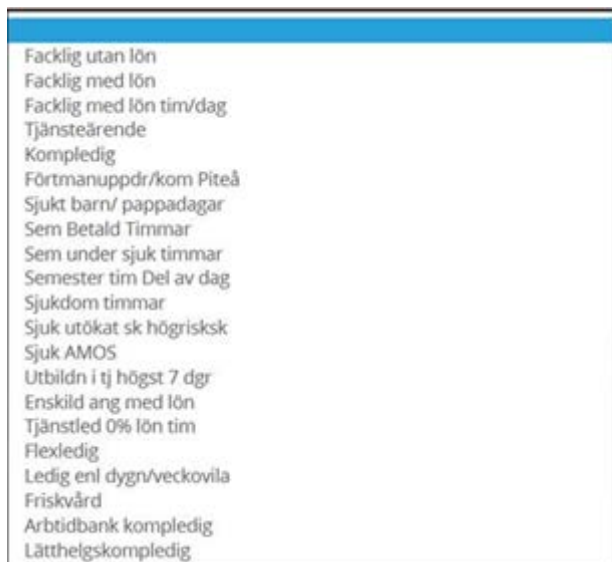 Facklig utan lön
Facklig med lön
Facklig med lön tim/dag
Tjänsteärende
Kompledig
Förtmanuppdr/kom Piteå
Sjukt barn/ pappadagar
Sem Betald Timmar
Sem under sjuk timmar
Semester tim Del av dag
Sjukdom timmar
Sjuk utökat sk högrisksk
Sjuk AMOS
Utbildn i tj högst 7 dgr
Enskild ang med lön
Tjänstled 0% lön tim
Flexledig
Ledig enl dygn/veckovila
Friskvård
Arbtidbank kompledig
Lätthelgskompledig